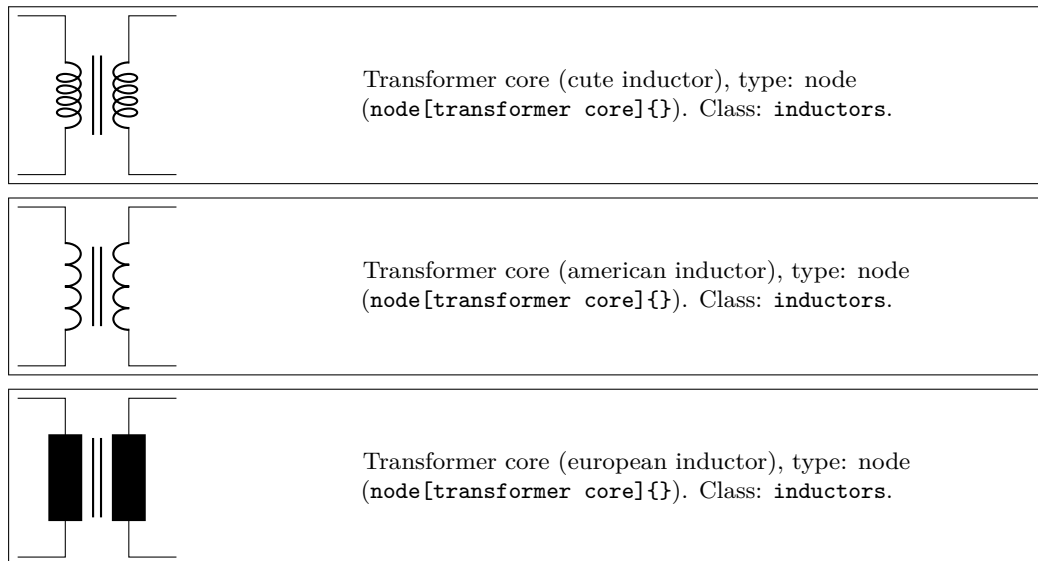 Transformer core (cute inductor), type: node
(node[transformer core]{}). Class: inductors.
Transformer core (american inductor), type: node
(node[transformer core]{}). Class: inductors.
Transformer core (european inductor), type: node
(node[transformer core]{}). Class: inductors.